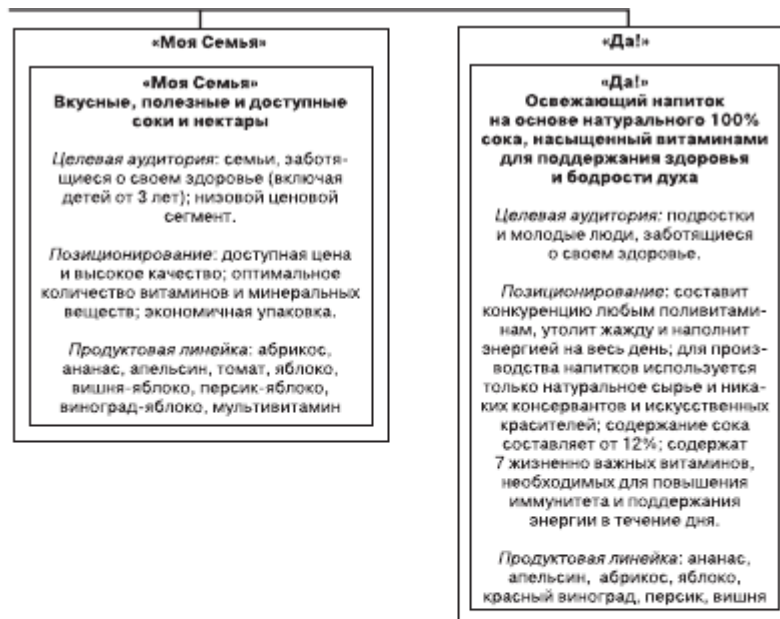 «Моя Семья»
«Моя Семья»
Вкусные, полезные и доступные
соки и нектары
Целевая аудитория: семьи, заботя-
щиеся о своем здоровье (включая
детей от 3 лет); низовой ценовой
сегмент.
Позиционирование: доступная цена
и высокое качество; оптимальное
количество витаминов и минеральных
веществ; экономичная упаковка.
Продуктовая линейка: абрикос,
ананас, апельсин, томат, яблоко,
вишня-яблоко, персик-яблоко,
виноград-яблоко, мультивитамин
«Да!»
«Да!»
Освежающий напиток
на основе натурального 100%
сока, насыщенный витаминами
для поддержания здоровья
и бодрости духа
Целевая аудитория: подростки
и молодые люди, заботящиеся
о своем здоровье.
Позиционирование: составит
конкуренцию любым поливитами-
нам, утолит жажду и наполнит
энергией на весь день; для произ-
водства напитков используется
только натуральное сырье и ника-
ких консервантов и искусственных
красителей; содержание сока
составляет от 12%; содержат
7 жизненно важных витаминов,
необходимых для повышения
иммунитета и поддержания
энергии в течение дня.
Продуктовая линейка: ананас,
апельсин, абрикос, яблоко,
красный виноград, персик, вишня